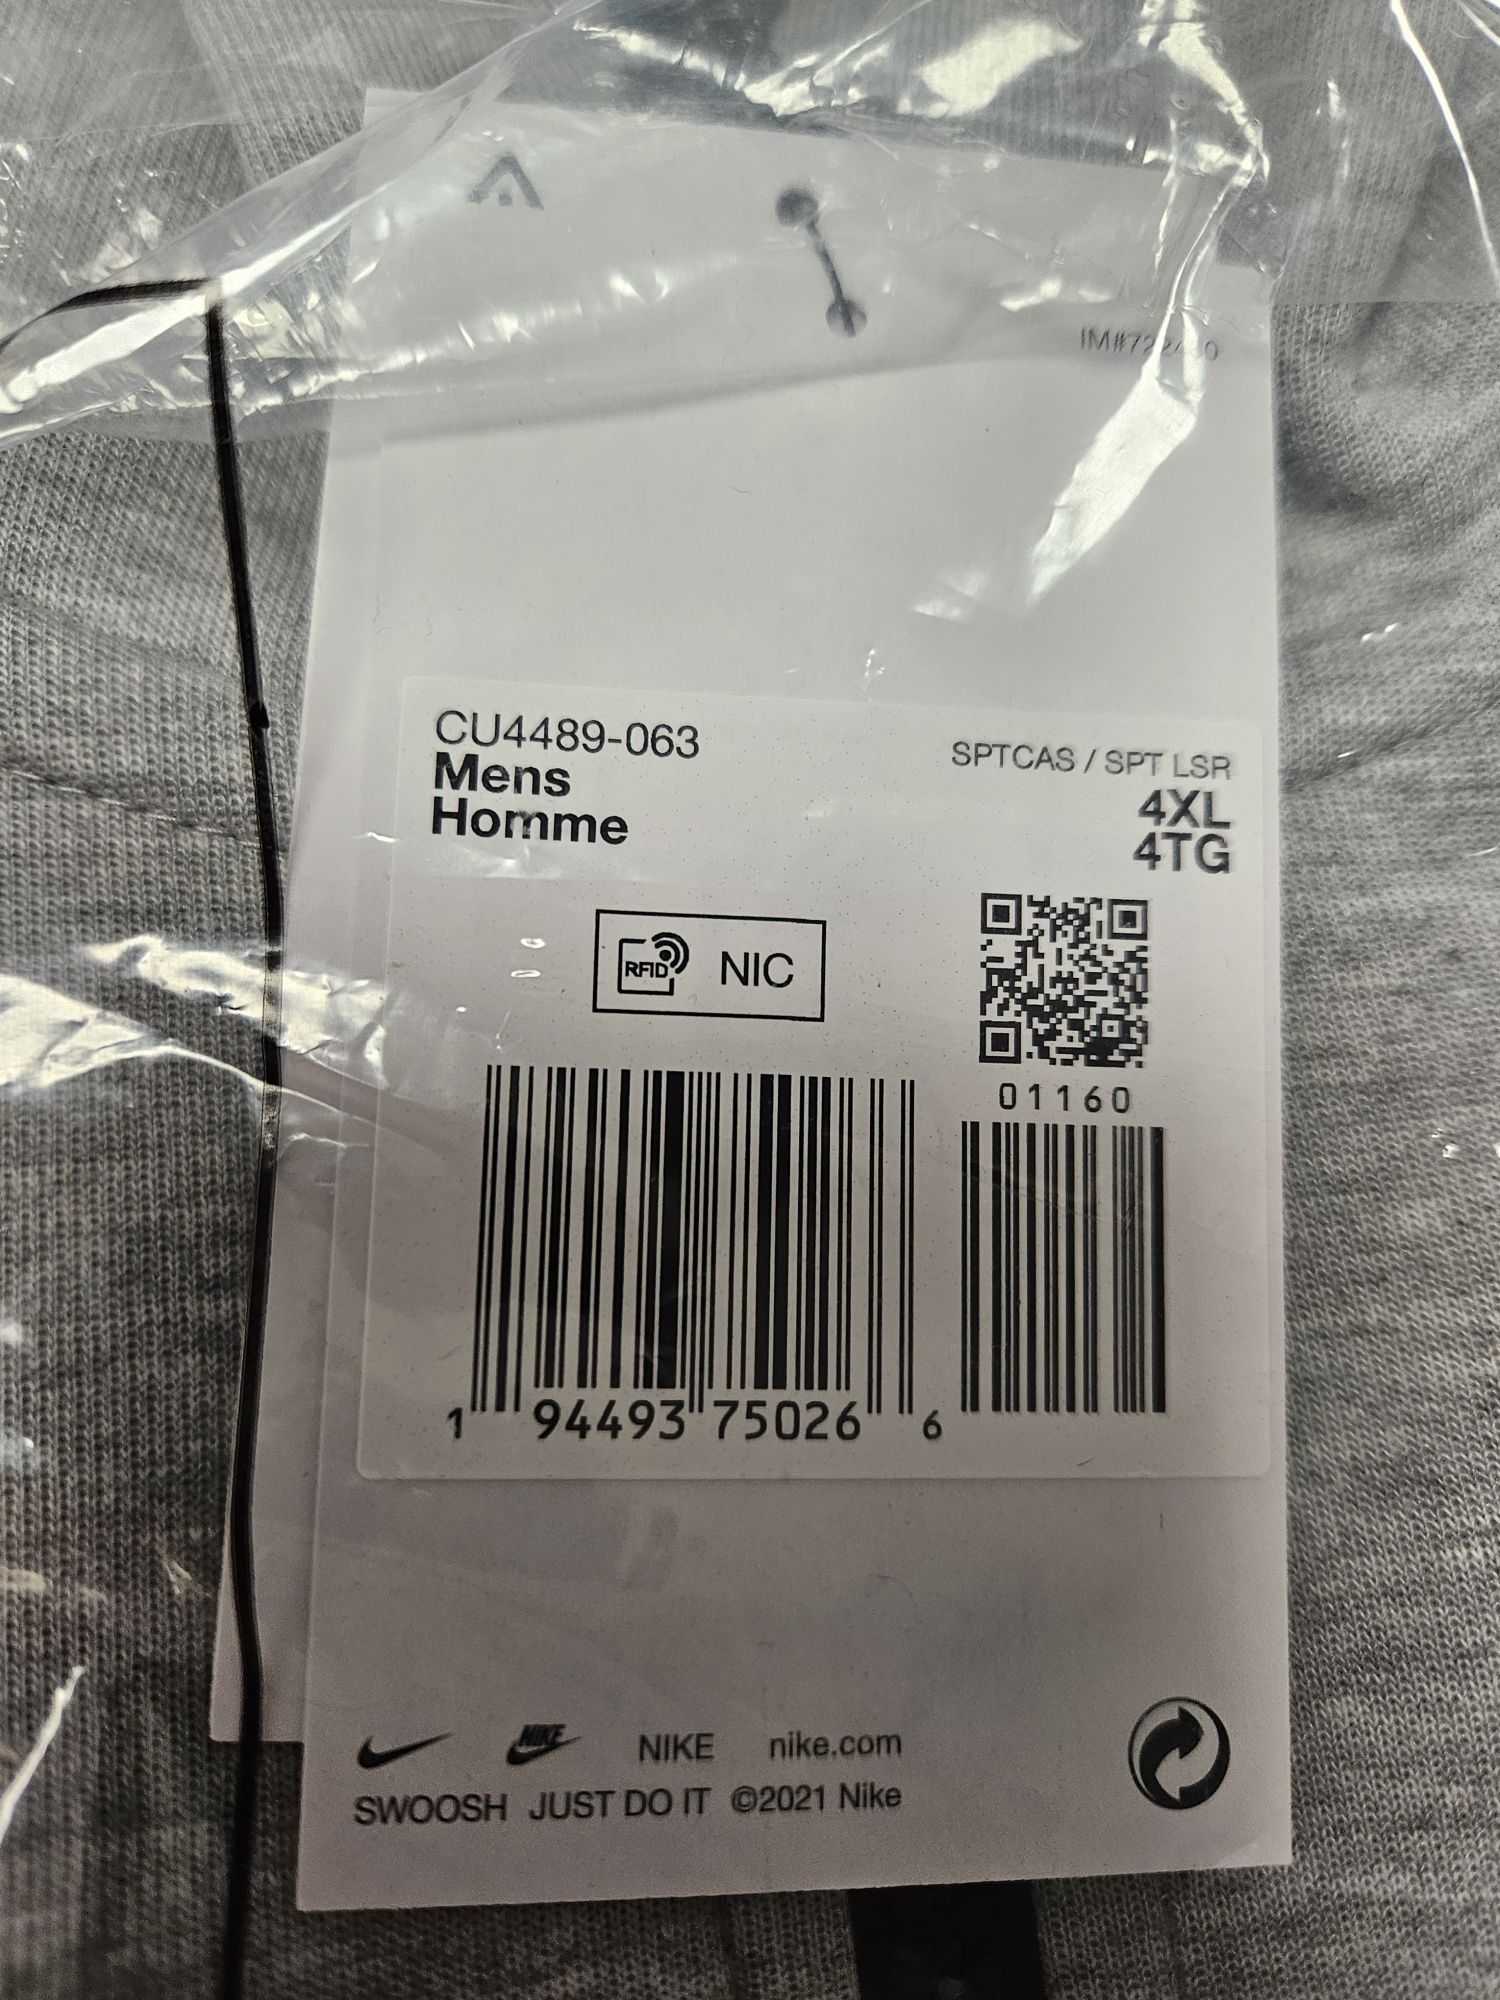 CU4489-063
Mens
Homme
SPTCAS / SPT LSR
4XL
4TG
RFID
NIC
01160
1 94493 75026 6
NIKE
NIKE nike.com
SWOOSH JUST DO IT ©2021 Nike